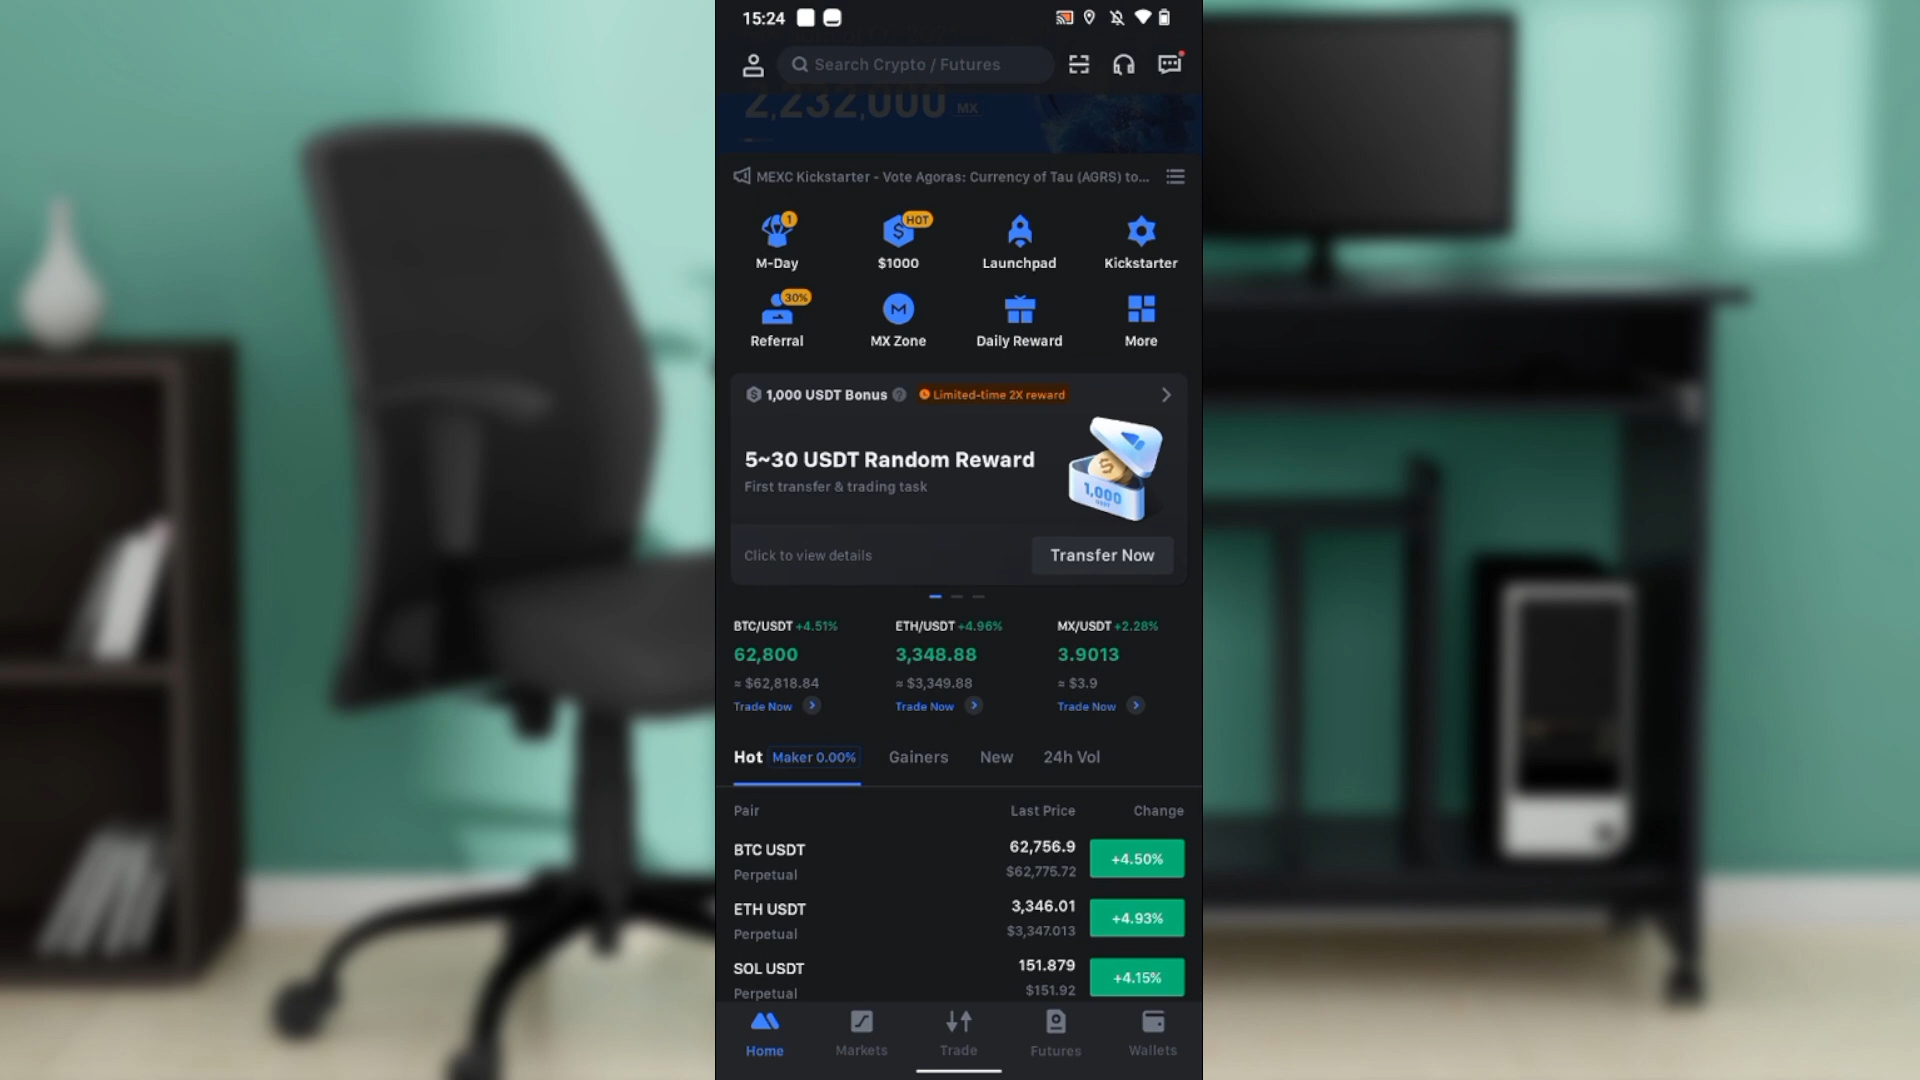 15:24
Search Crypto / Futures
2,232,000 MX
MEXC Kickstarter - Vote Agoras: Currency of Tau (AGRS) to...
1
HOT
M-Day
$1000
Launchpad
Kickstarter
30%
Referral
MX Zone
Daily Reward
More
1,000 USDT Bonus ? Limited-time 2X reward
5~30 USDT Random Reward
First transfer & trading task
1,000
Click to view details
Transfer Now
BTC/USDT +4.51%
ETH/USDT +4.96%
MX/USDT +2.28%
62,800
3,348.88
3.9013
≈ $62,818.84
≈ $3,349.88
≈ $3.9
Trade Now
Trade Now
Trade Now
Hot Maker 0.00% Gainers New 24h Vol
Pair Last Price Change
BTC USDT 62,756.9 +4.50%
Perpetual $62,775.72
ETH USDT 3,346.01 +4.93%
Perpetual $3,347.013
SOL USDT 151.879 +4.15%
Perpetual $151.92
Home Markets Trade Futures Wallets